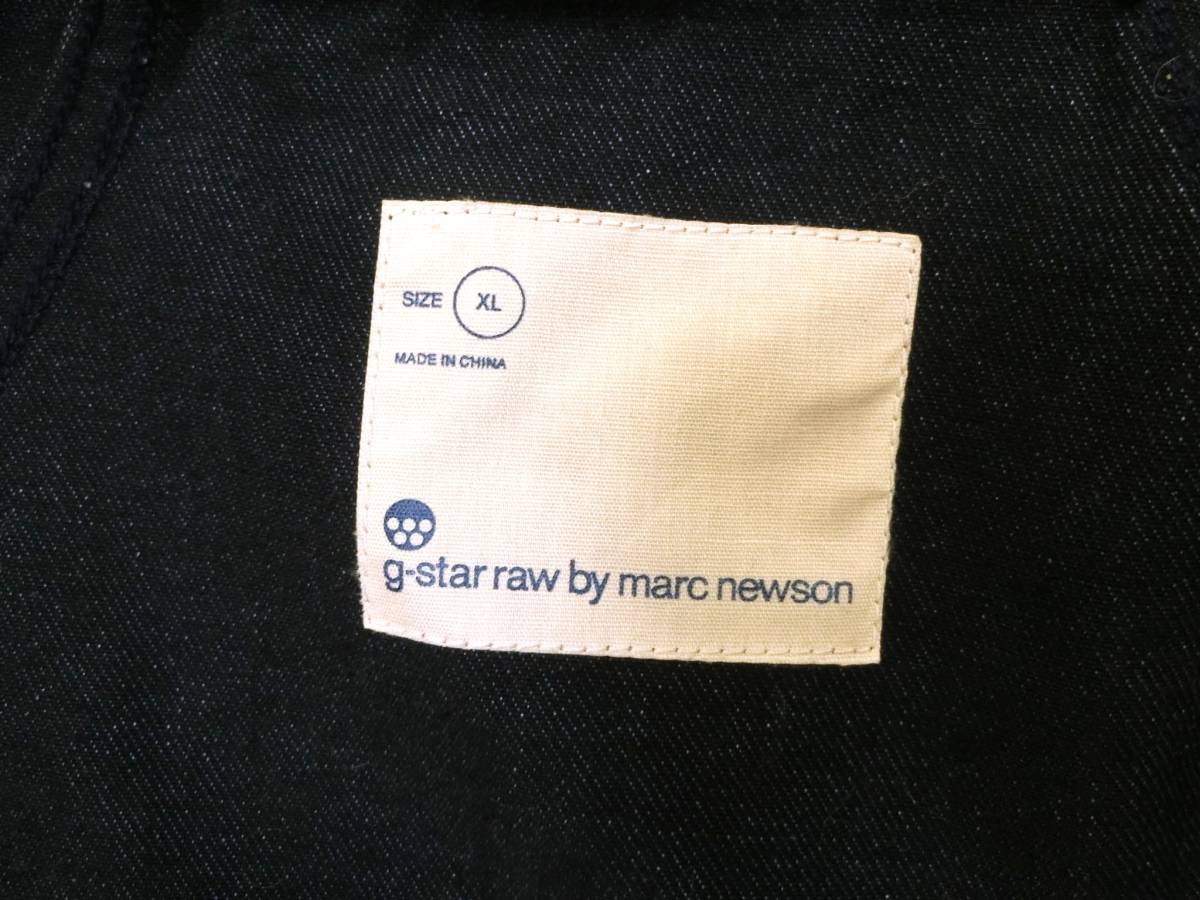 SIZE XL
MADE IN CHINA
g-star raw by marc newson